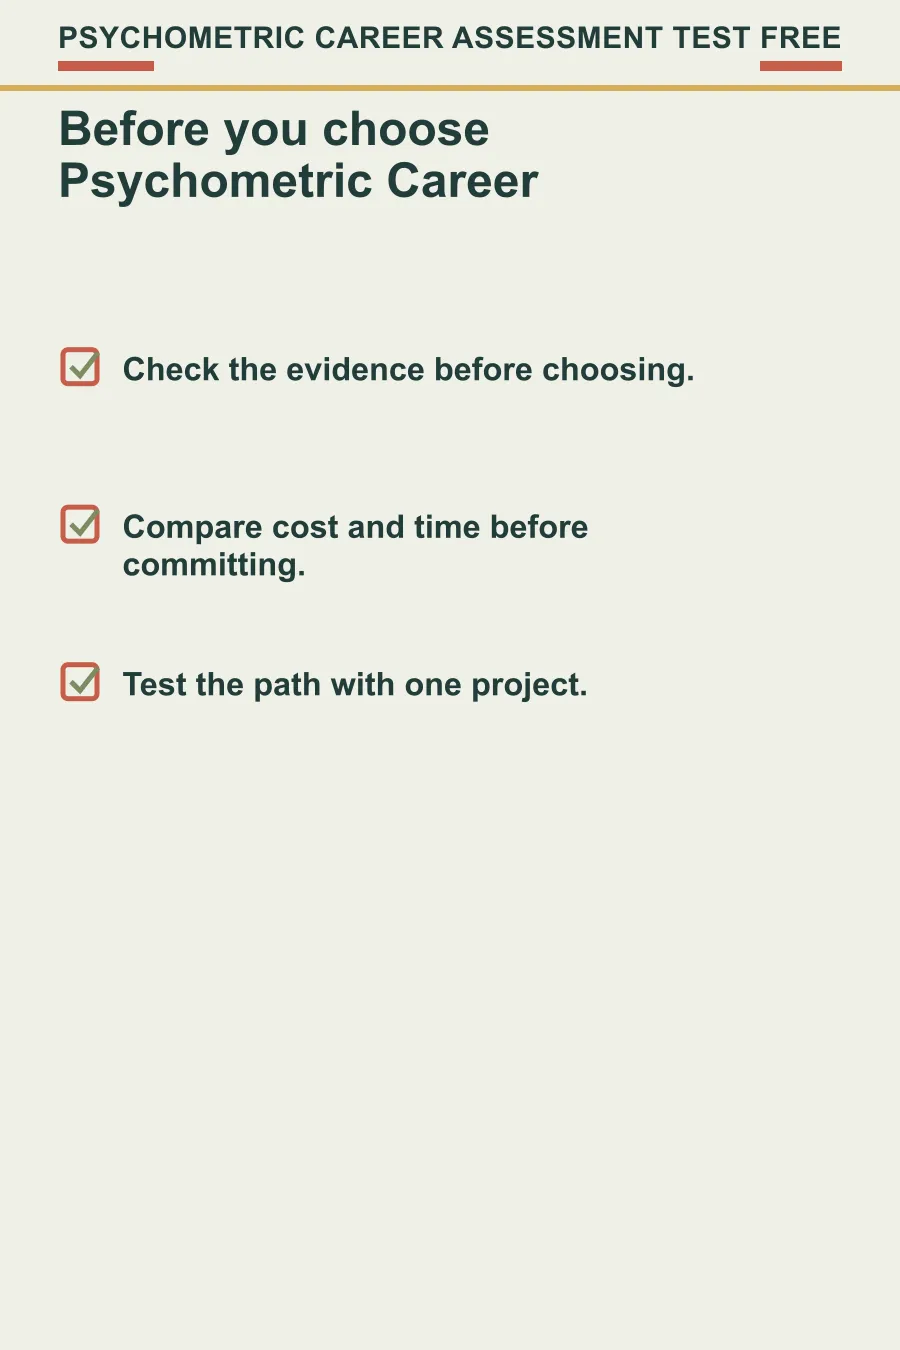 PSYCHOMETRIC CAREER ASSESSMENT TEST FREE
Before you choose
Psychometric Career
Check the evidence before choosing.
Compare cost and time before
committing.
Test the path with one project.